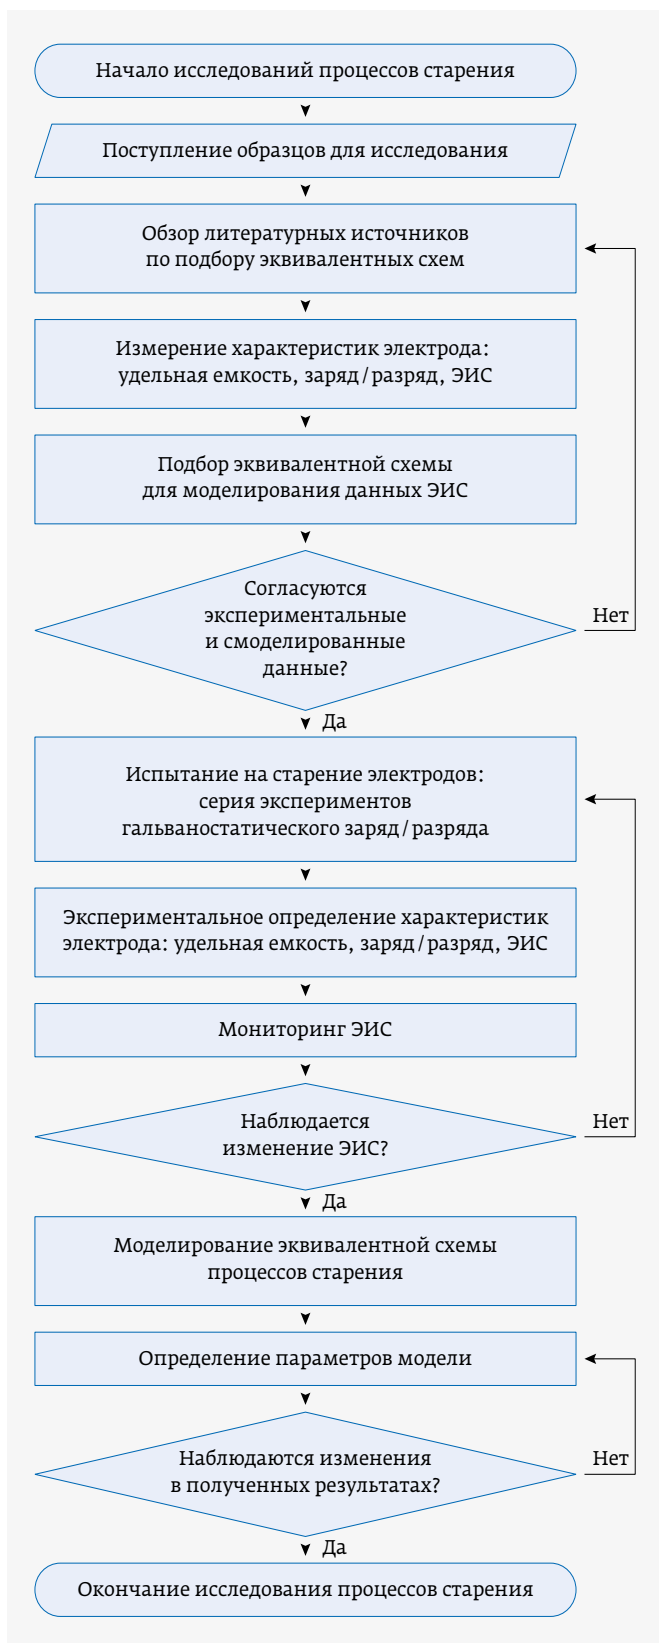 Начало исследований процессов старения
Поступление образцов для исследования
Обзор литературных источников
по подбору эквивалентных схем
Измерение характеристик электрода:
удельная емкость, заряд/разряд, ЭИС
Подбор эквивалентной схемы
для моделирования данных ЭИС
Согласуются
экспериментальные
и смоделированные
данные?
Нет
Да
Испытание на старение электродов:
серия экспериментов
гальваностатического заряд/разряда
Экспериментальное определение характеристик
электрода: удельная емкость, заряд/разряд, ЭИС
Мониторинг ЭИС
Наблюдается
изменение ЭИС?
Нет
Да
Моделирование эквивалентной схемы
процессов старения
Определение параметров модели
Наблюдаются изменения
в полученных результатах?
Нет
Да
Окончание исследования процессов старения